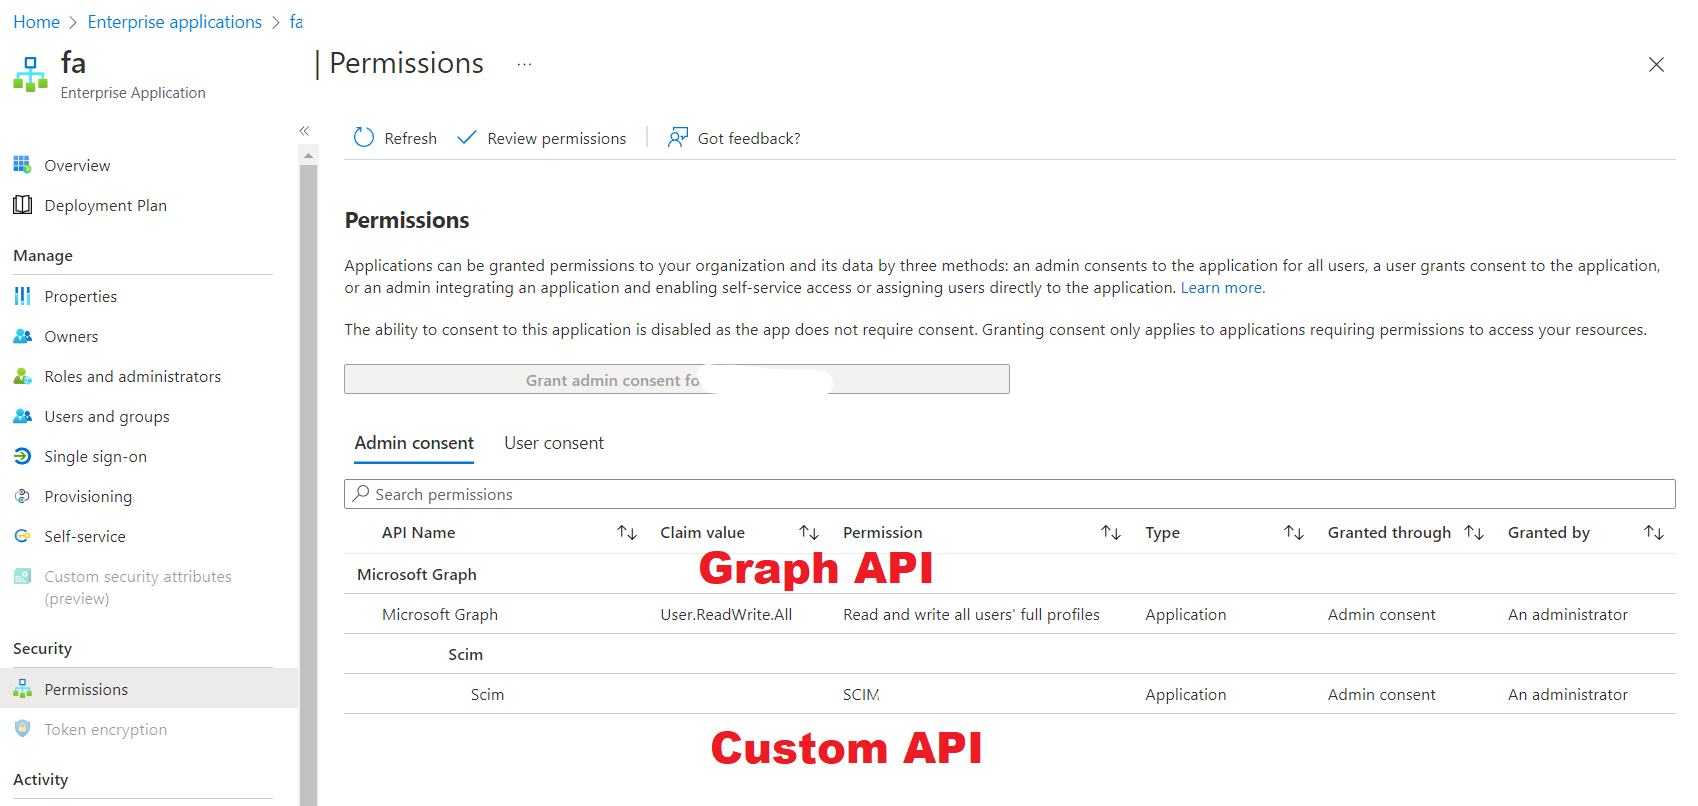 Home > Enterprise applications > fa
fa | Permissions ...
Enterprise Application
«
Refresh Review permissions Got feedback?
Overview
Deployment Plan
Manage
Properties
Owners
Roles and administrators
Users and groups
Single sign-on
Provisioning
Self-service
Custom security attributes
(preview)
Security
Permissions
Token encryption
Activity
Permissions
Applications can be granted permissions to your organization and its data by three methods: an admin consents to the application for all users, a user grants consent to the application,
or an admin integrating an application and enabling self-service access or assigning users directly to the application. Learn more.
The ability to consent to this application is disabled as the app does not require consent. Granting consent only applies to applications requiring permissions to access your resources.
Grant admin consent fo
Admin consent User consent
Search permissions
API Name Claim value Permission Type Granted through Granted by
Graph API
Microsoft Graph
Microsoft Graph User.ReadWrite.All Read and write all users' full profiles Application Admin consent An administrator
Scim
Scim SCIM Application Admin consent An administrator
Custom API